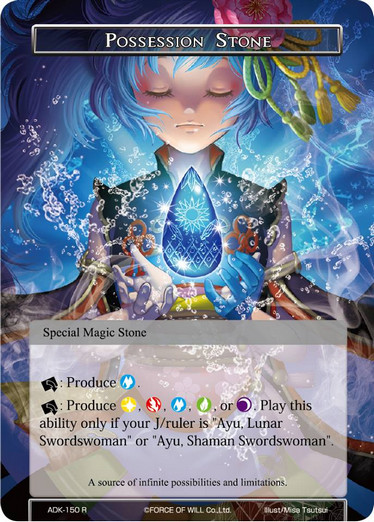 Possession Stone
Special Magic Stone
: Produce .
: Produce , , , , or . Play this
ability only if your J/ruler is "Ayu, Lunar
Swordswoman" or "Ayu, Shaman Swordswoman".
A source of infinite possibilities and limitations.
ADK-150 R ©FORCE OF WILL Co.,Ltd. Illust/Misa Tsutsui